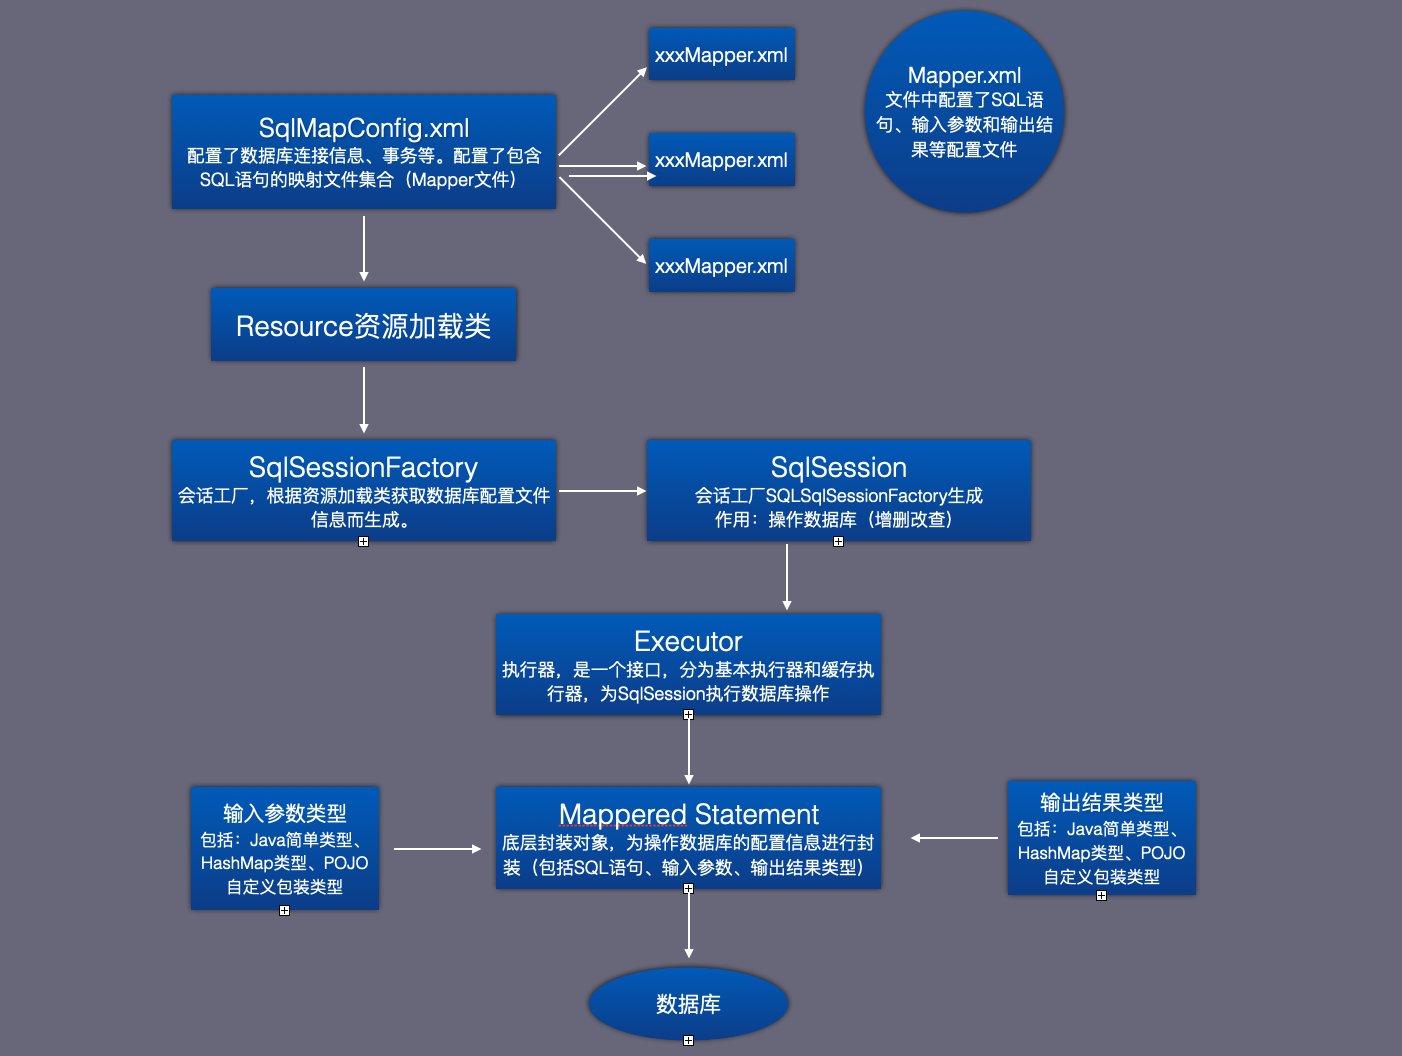 xxxMapper.xml
Mapper.xml
文件中配置了SQL语
句、输入参数和输出结
果等配置文件
SqlMapConfig.xml
配置了数据库连接信息、事务等。配置了包含
SQL语句的映射文件集合（Mapper文件）
xxxMapper.xml
xxxMapper.xml
Resource资源加载类
SqlSessionFactory
会话工厂，根据资源加载类获取数据库配置文件
信息而生成。
SqlSession
会话工厂SQLSqlSessionFactory生成
作用：操作数据库（增删改查）
Executor
执行器，是一个接口，分为基本执行器和缓存执
行器，为SqlSession执行数据库操作
输入参数类型
包括：Java简单类型、
HashMap类型、POJO
自定义包装类型
Mappered Statement
底层封装对象，为操作数据库的配置信息进行封
装（包括SQL语句、输入参数、输出结果类型）
输出结果类型
包括：Java简单类型、
HashMap类型、POJO
自定义包装类型
数据库